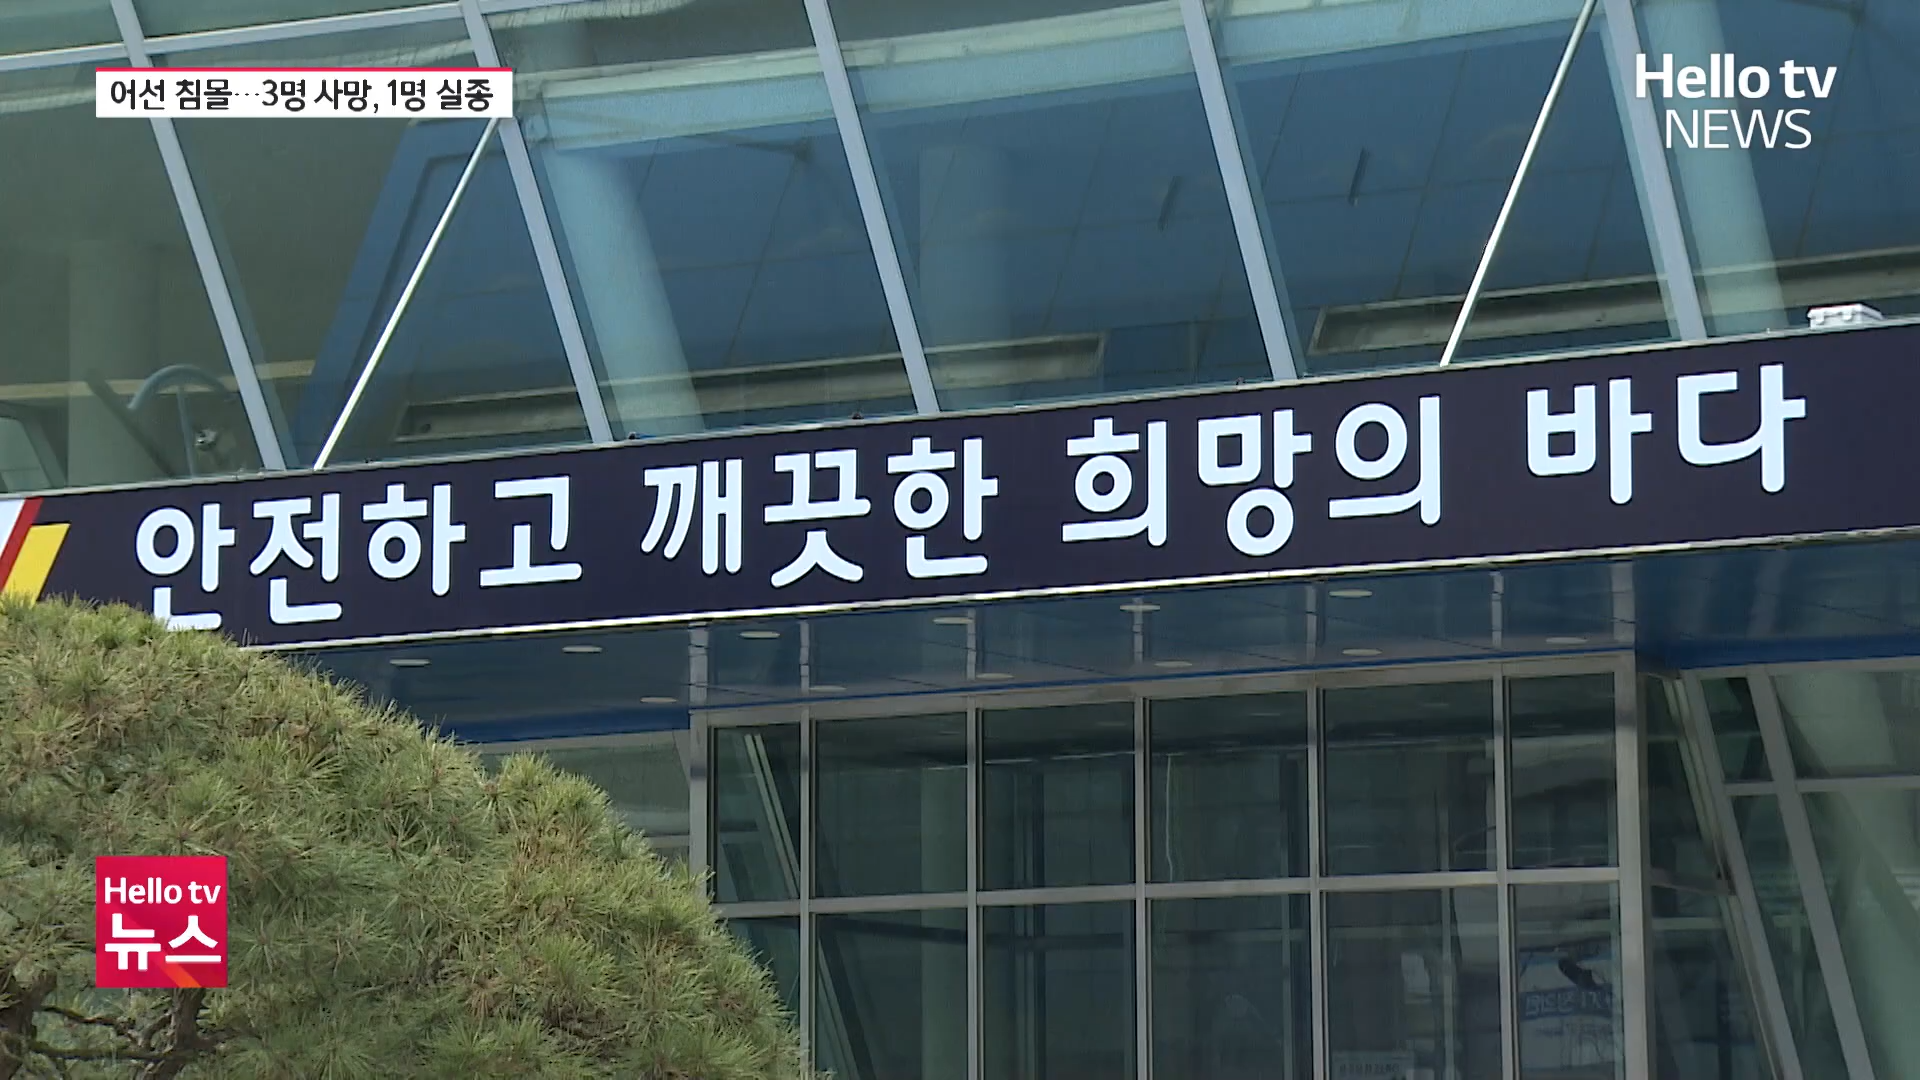 어선 침몰…3명 사망, 1명 실종
Hello tv
NEWS
안전하고 깨끗한 희망의 바다
Hello tv
뉴스